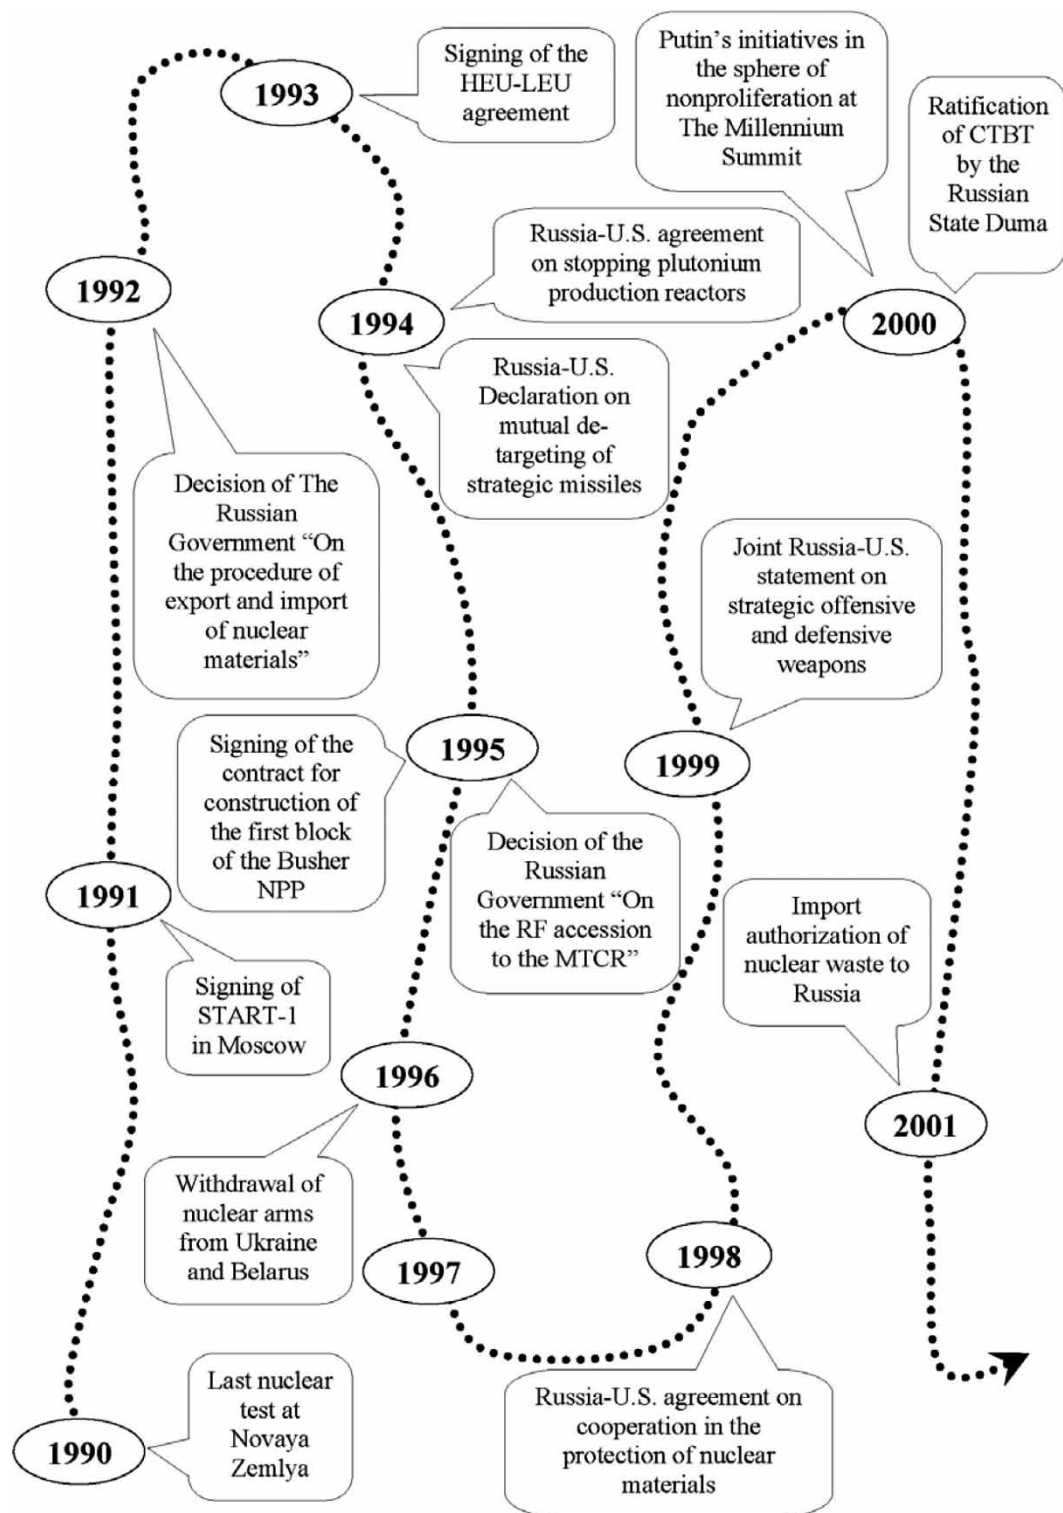 1990
Last nuclear
test at
Novaya
Zemlya
1991
Signing of
START-1
in Moscow
1992
Decision of The
Russian
Government “On
the procedure of
export and import
of nuclear
materials”
1993
Signing of the
HEU-LEU
agreement
1994
Russia-U.S. agreement
on stopping plutonium
production reactors
Russia-U.S.
Declaration on
mutual de-
targeting of
strategic missiles
1995
Signing of the
contract for
construction of
the first block
of the Busher
NPP
Decision of the
Russian
Government “On
the RF accession
to the MTCR”
1996
Withdrawal of
nuclear arms
from Ukraine
and Belarus
1997
1998
Russia-U.S. agreement on
cooperation in the
protection of nuclear
materials
1999
Joint Russia-U.S.
statement on
strategic offensive
and defensive
weapons
2000
Putin’s initiatives in
the sphere of
nonproliferation at
The Millennium
Summit
Ratification
of CTBT
by the
Russian
State Duma
2001
Import
authorization of
nuclear waste to
Russia